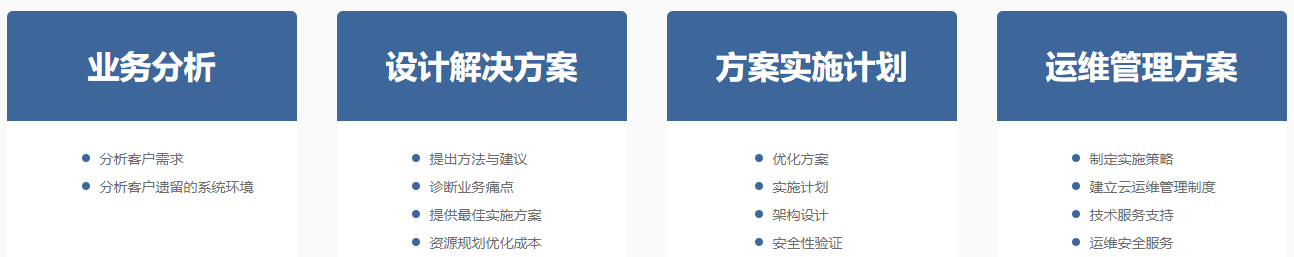 业务分析
分析客户需求
分析客户遗留的系统环境
设计解决方案
提出方法与建议
诊断业务痛点
提供最佳实施方案
资源规划优化成本
方案实施计划
优化方案
实施计划
架构设计
安全性验证
运维管理方案
制定实施策略
建立云运维管理制度
技术服务支持
运维安全服务